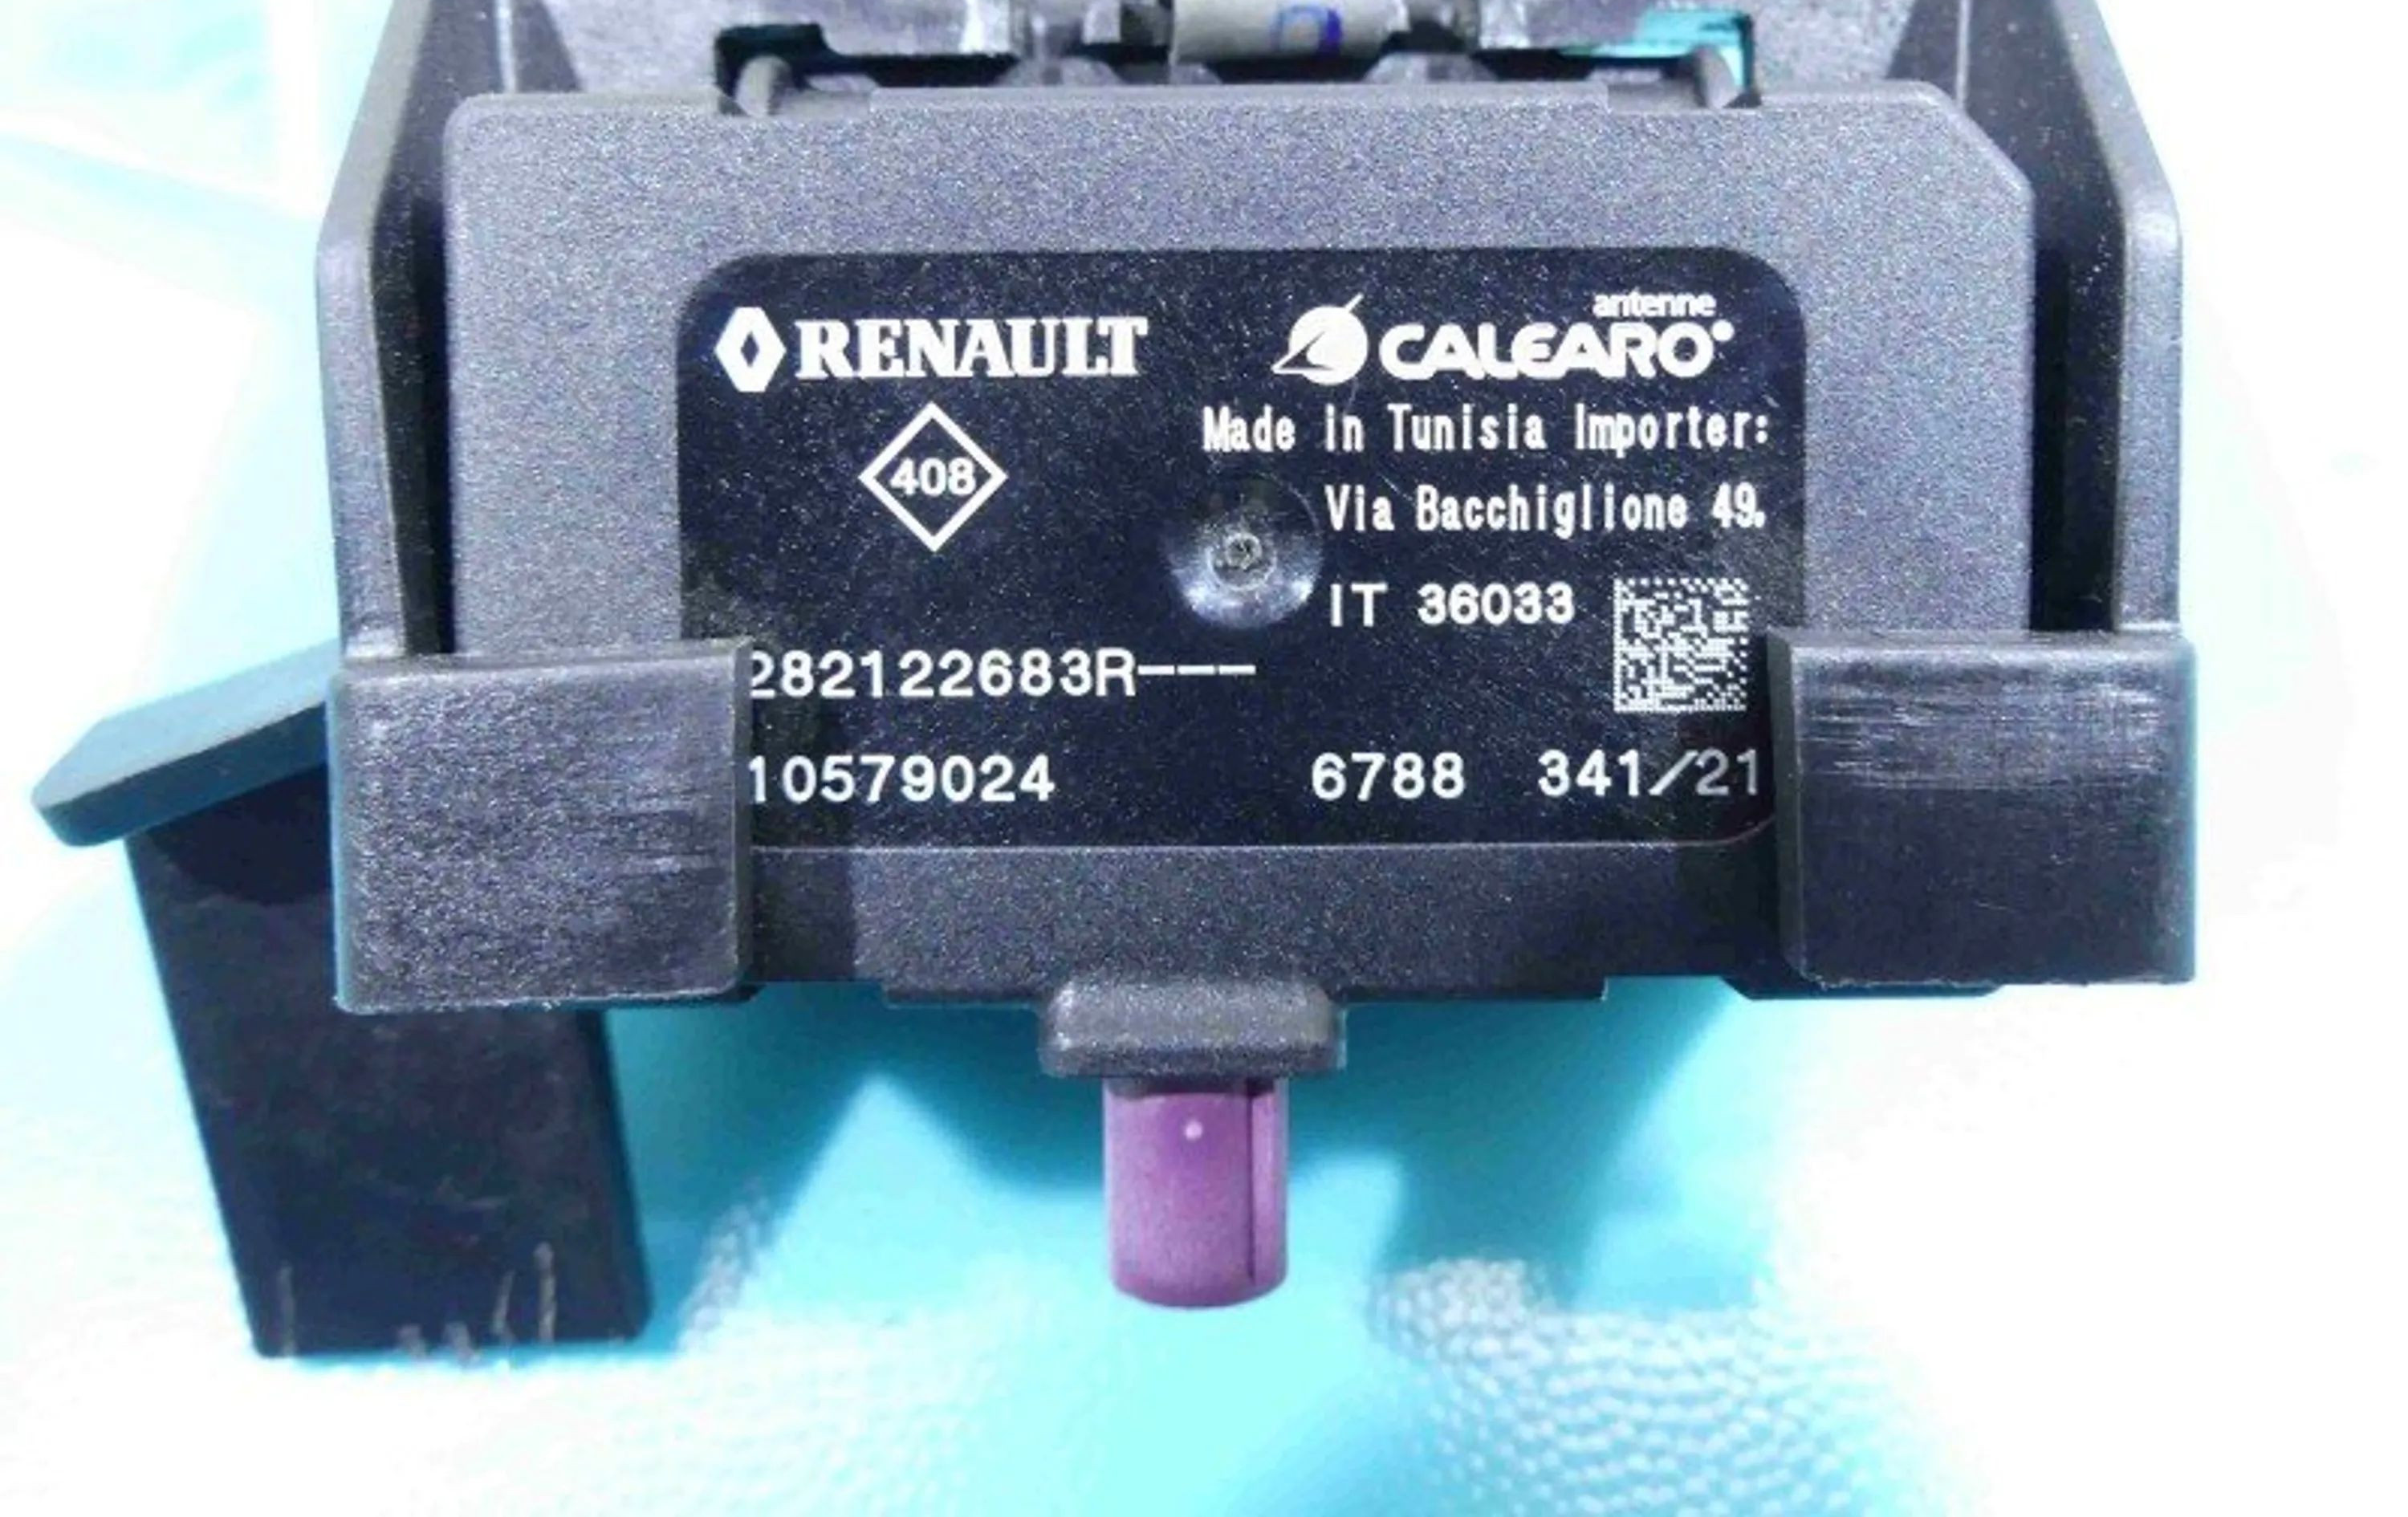 RENAULT
antenne
CALEARO
408
Made in Tunisia Importer:
Via Bacchiglione 49.
IT 36033
282122683R---
10579024 6788 341/21